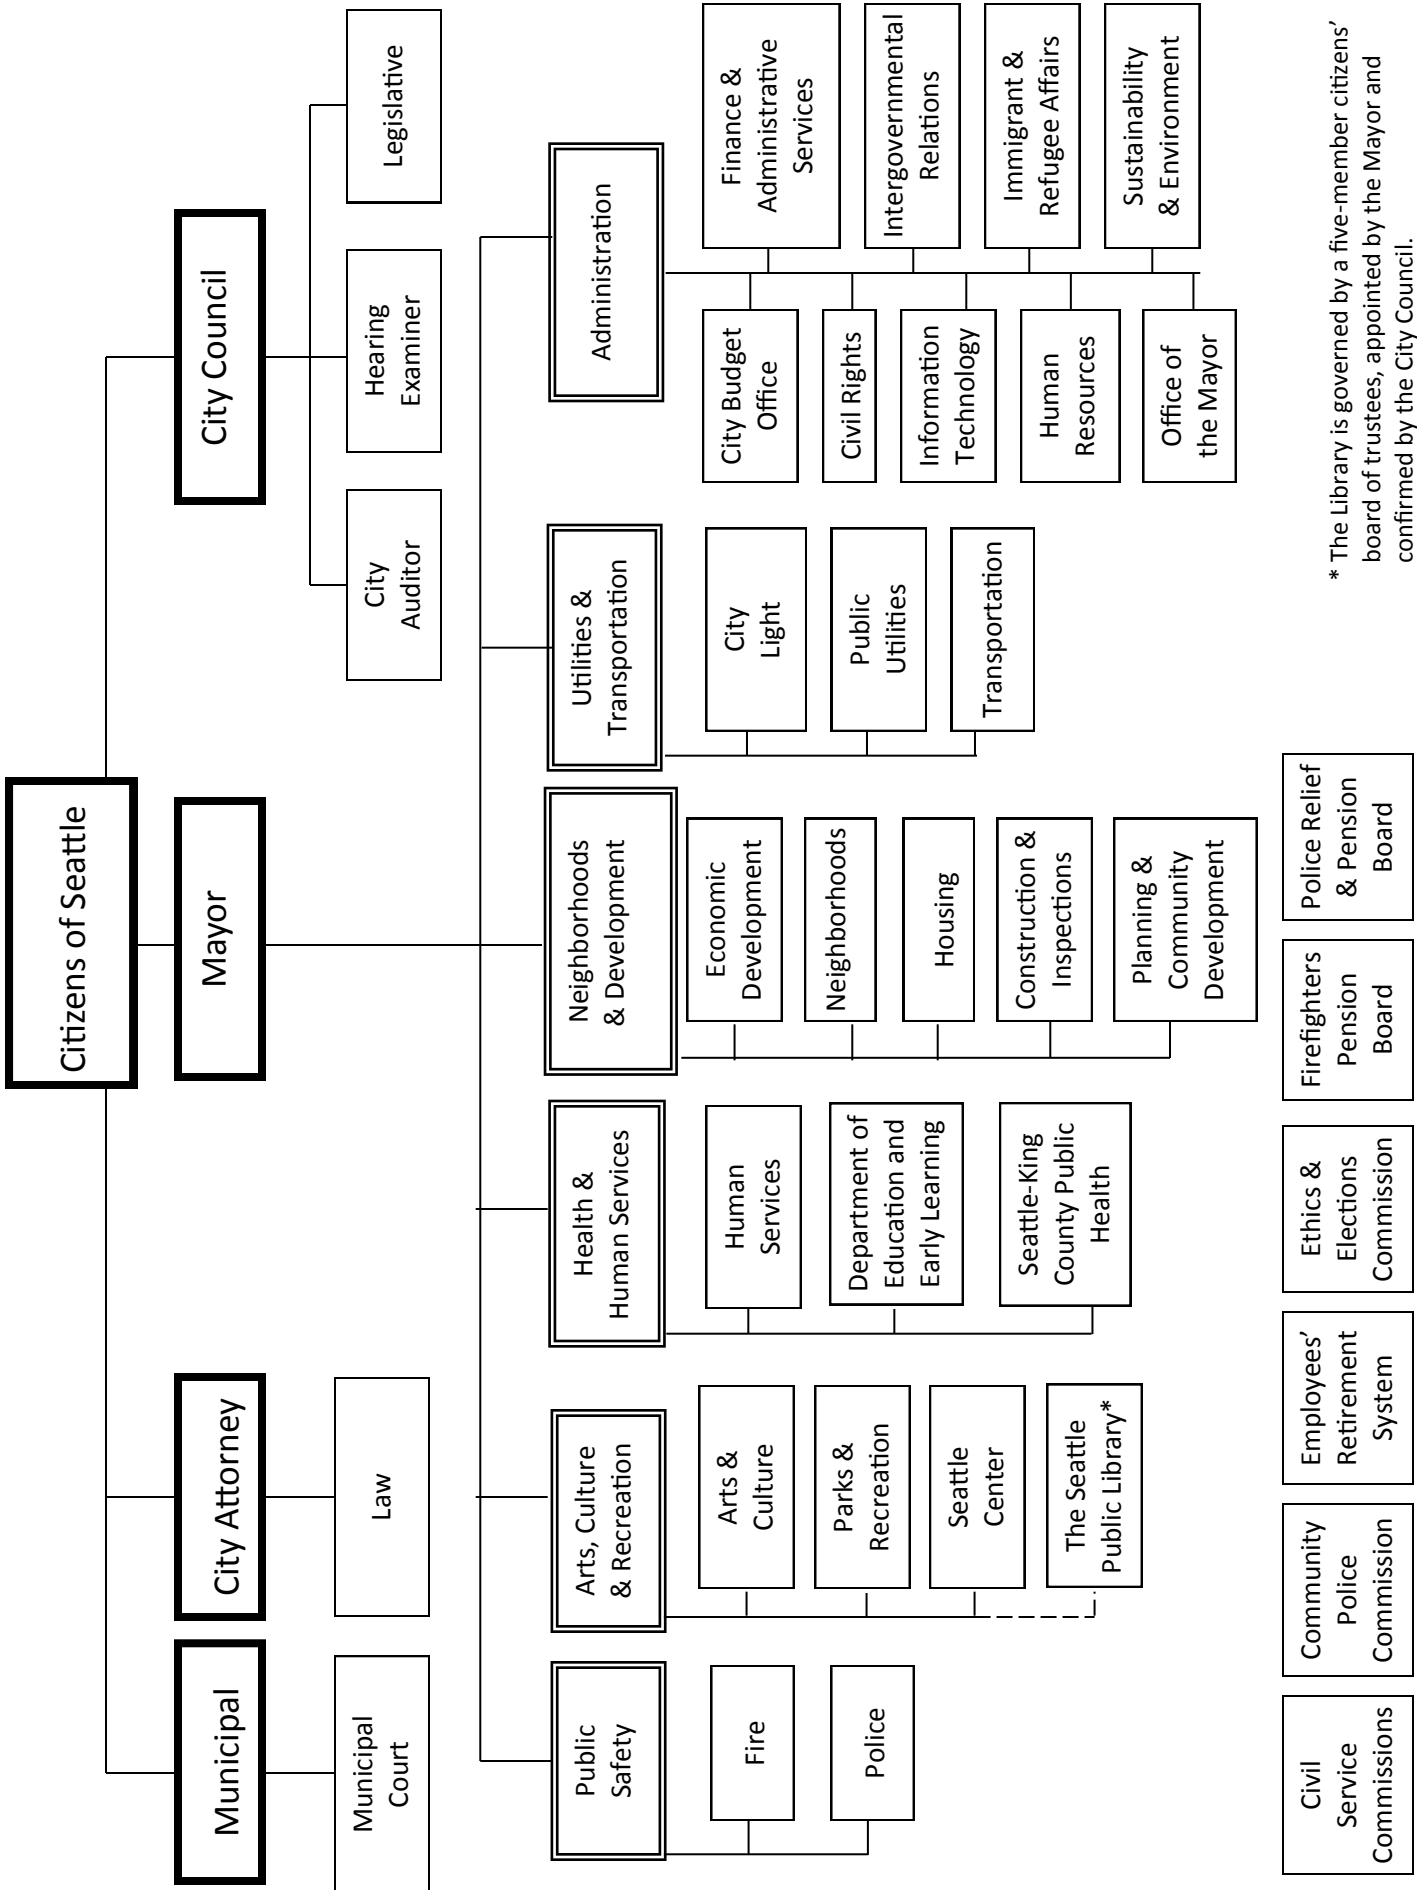 Citizens of Seattle
Municipal
City Attorney
Mayor
City Council
Municipal
Court
Law
City
Auditor
Hearing
Examiner
Legislative
Public
Safety
Fire
Police
Arts, Culture
& Recreation
Arts &
Culture
Parks &
Recreation
Seattle
Center
The Seattle
Public Library*
Health &
Human Services
Human
Services
Department of
Education and
Early Learning
Seattle-King
County Public
Health
Neighborhoods
& Development
Economic
Development
Neighborhoods
Housing
Construction &
Inspections
Planning &
Community
Development
Utilities &
Transportation
City
Light
Public
Utilities
Transportation
Administration
City Budget
Office
Civil Rights
Information
Technology
Human
Resources
Office of
the Mayor
Finance &
Administrative
Services
Intergovernmental
Relations
Immigrant &
Refugee Affairs
Sustainability
& Environment
Civil
Service
Commissions
Community
Police
Commission
Employees’
Retirement
System
Ethics &
Elections
Commission
Firefighters
Pension
Board
Police Relief
& Pension
Board
* The Library is governed by a five-member citizens’
board of trustees, appointed by the Mayor and
confirmed by the City Council.